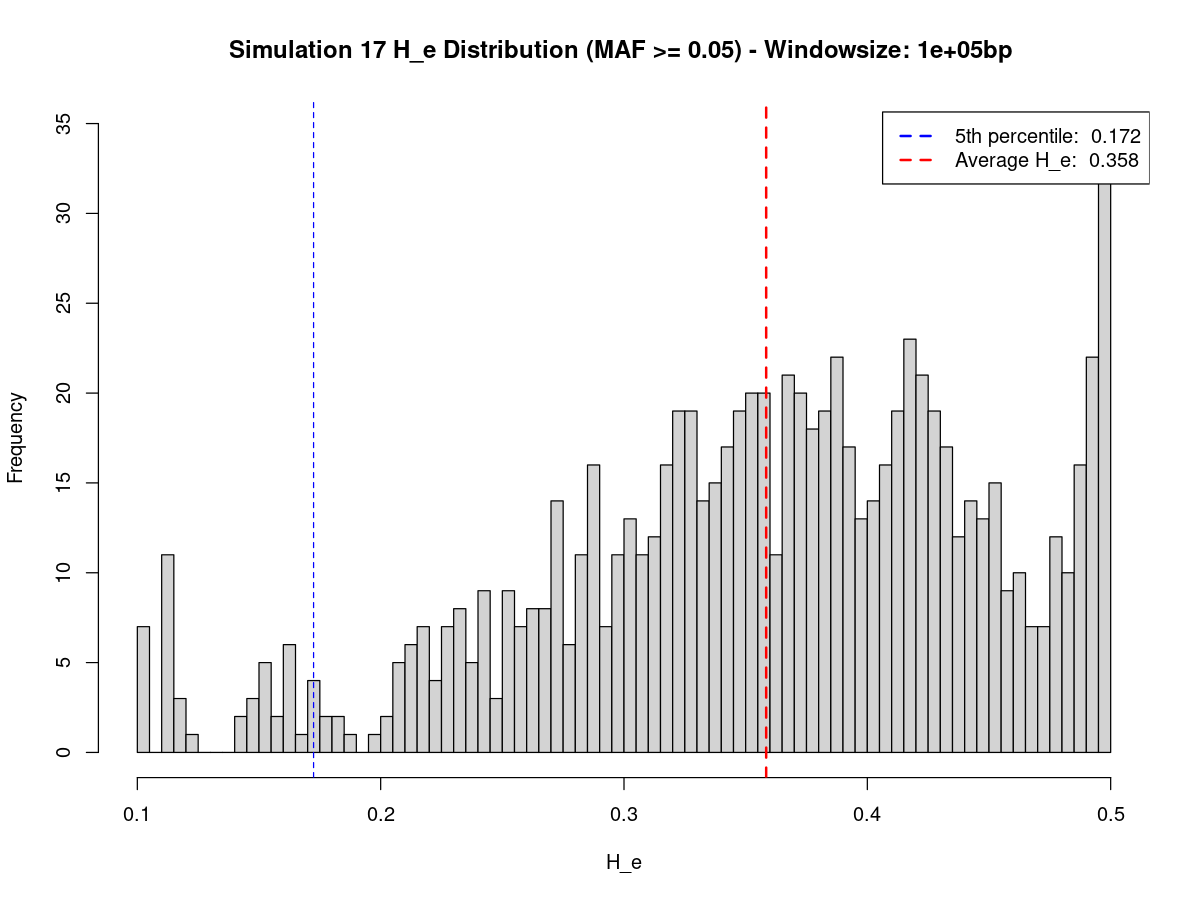 Simulation 17 H_e Distribution (MAF >= 0.05) - Windowsize: 1e+05bp
5th percentile:  0.172
Average H_e:  0.358
Frequency
35
30
25
20
15
10
5
0
0.1
0.2
0.3
0.4
0.5
H_e